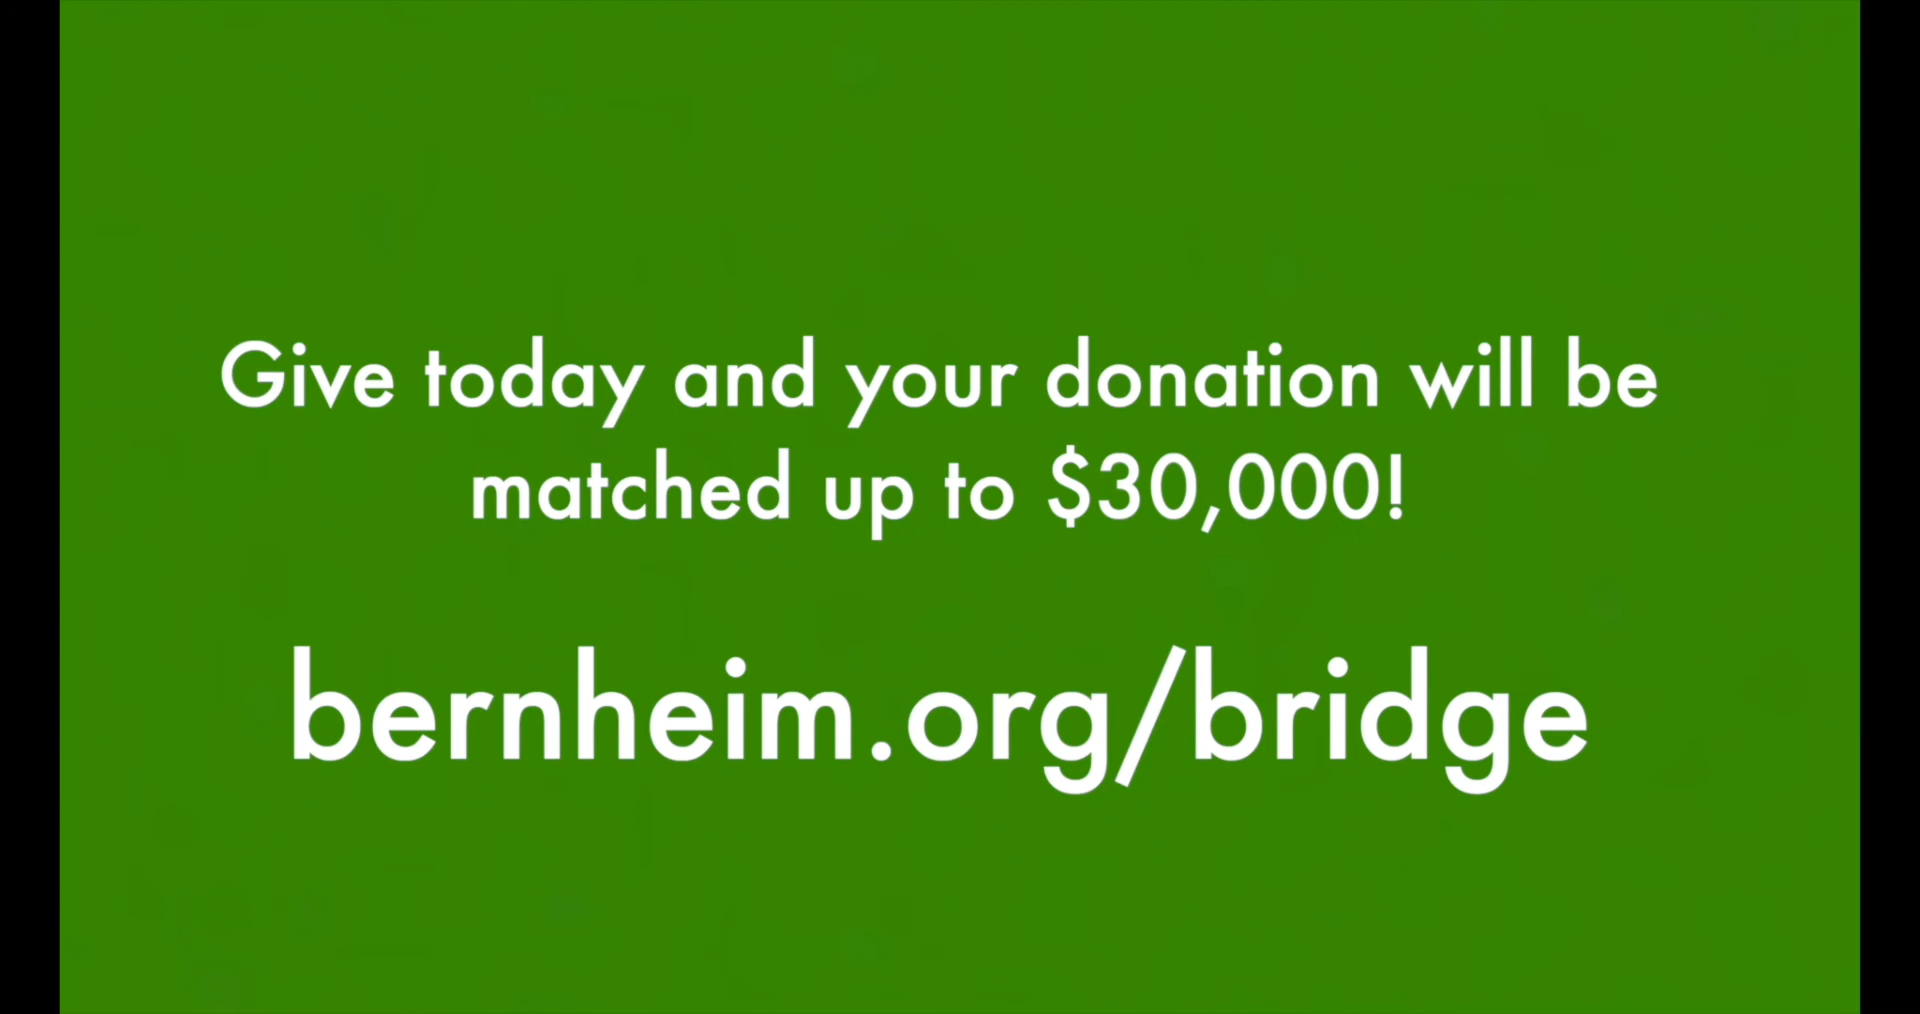 Give today and your donation will be
matched up to $30,000!
bernheim.org/bridge